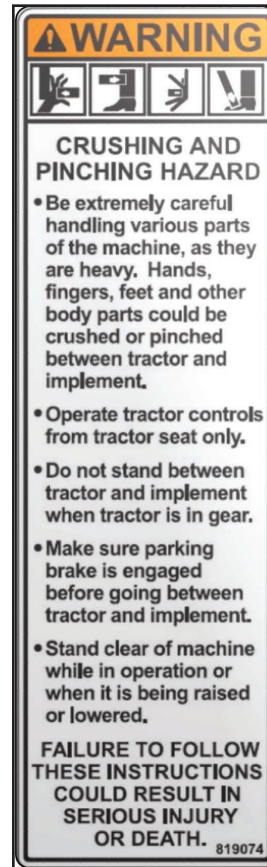 WARNING
CRUSHING AND
PINCHING HAZARD
• Be extremely careful
handling various parts
of the machine, as they
are heavy. Hands,
fingers, feet and other
body parts could be
crushed or pinched
between tractor and
implement.
• Operate tractor controls
from tractor seat only.
• Do not stand between
tractor and implement
when tractor is in gear.
• Make sure parking
brake is engaged
before going between
tractor and implement.
• Stand clear of machine
while in operation or
when it is being raised
or lowered.
FAILURE TO FOLLOW
THESE INSTRUCTIONS
COULD RESULT IN
SERIOUS INJURY
OR DEATH. 819074